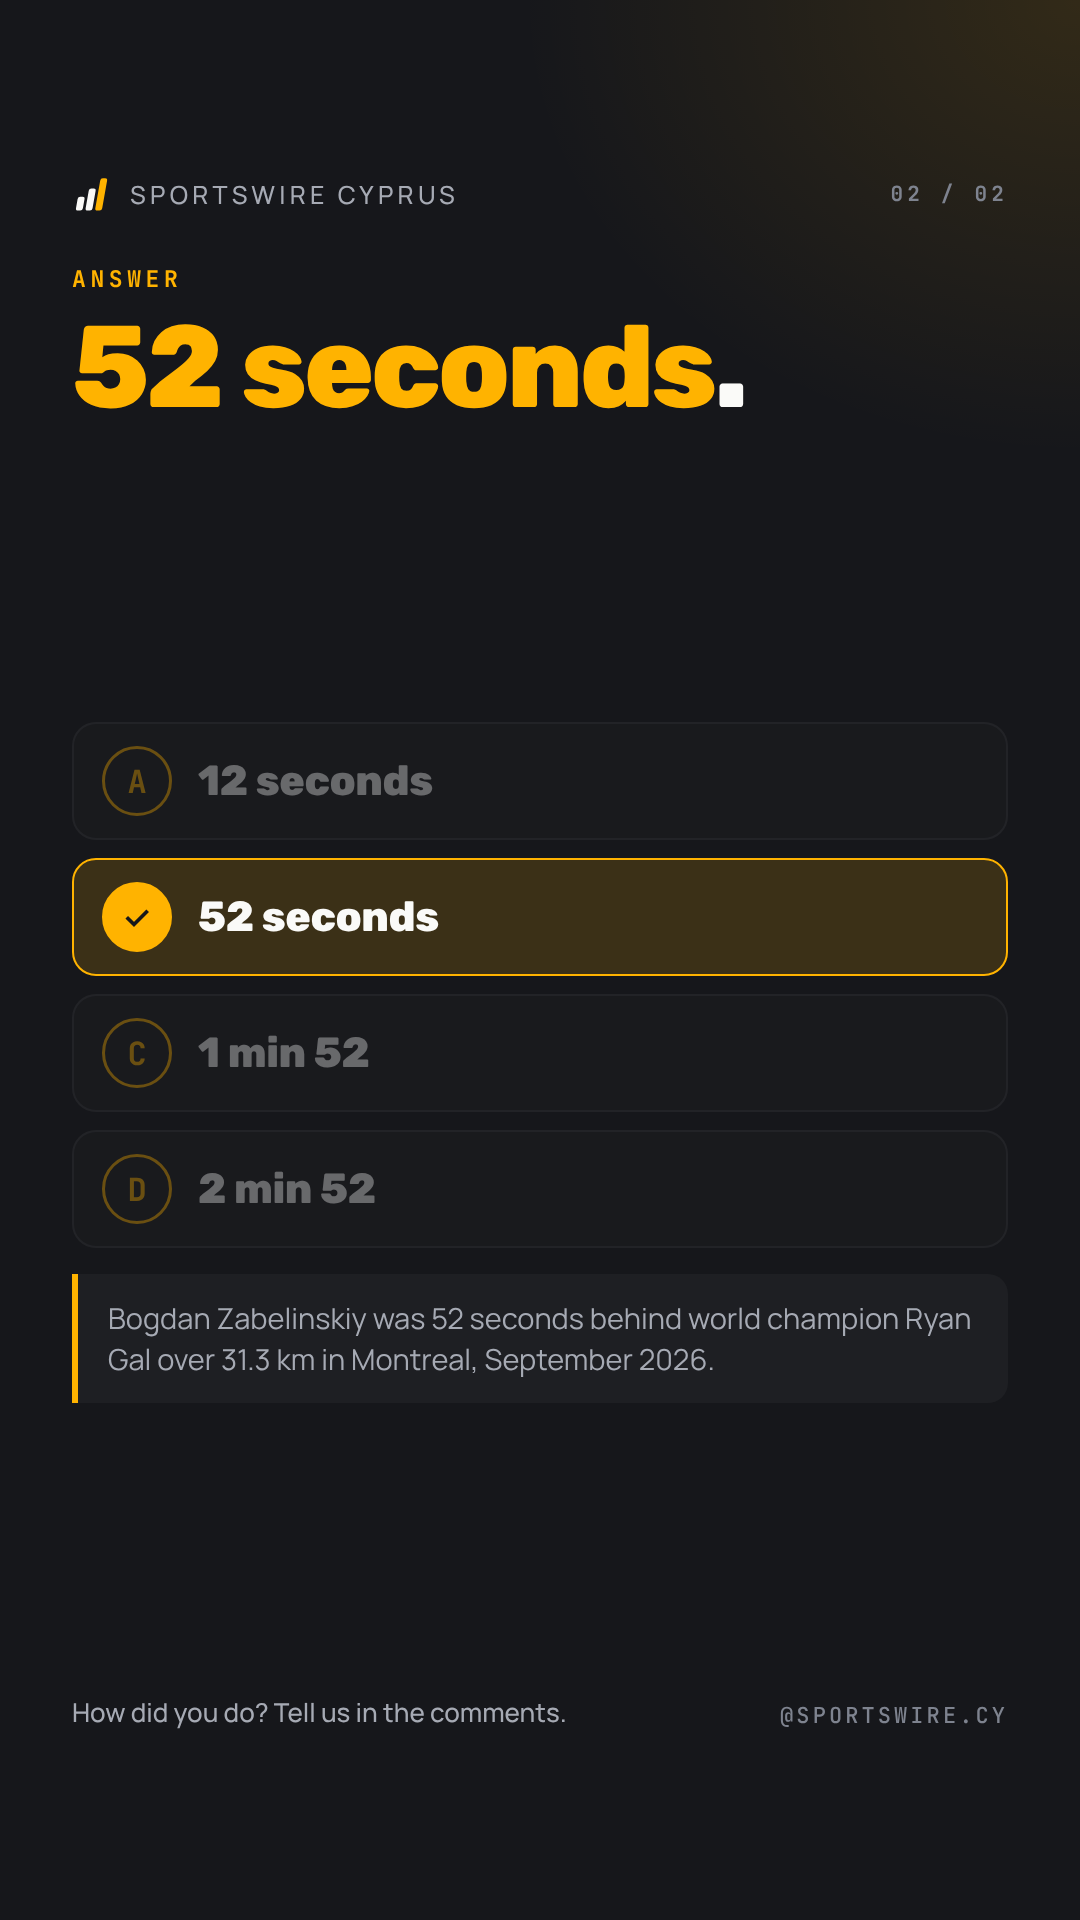 SPORTSWIRE CYPRUS
02 / 02
ANSWER
52 seconds.
A
12 seconds
52 seconds
C
1 min 52
D
2 min 52
Bogdan Zabelinskiy was 52 seconds behind world champion Ryan
Gal over 31.3 km in Montreal, September 2026.
How did you do? Tell us in the comments.
@SPORTSWIRE.CY